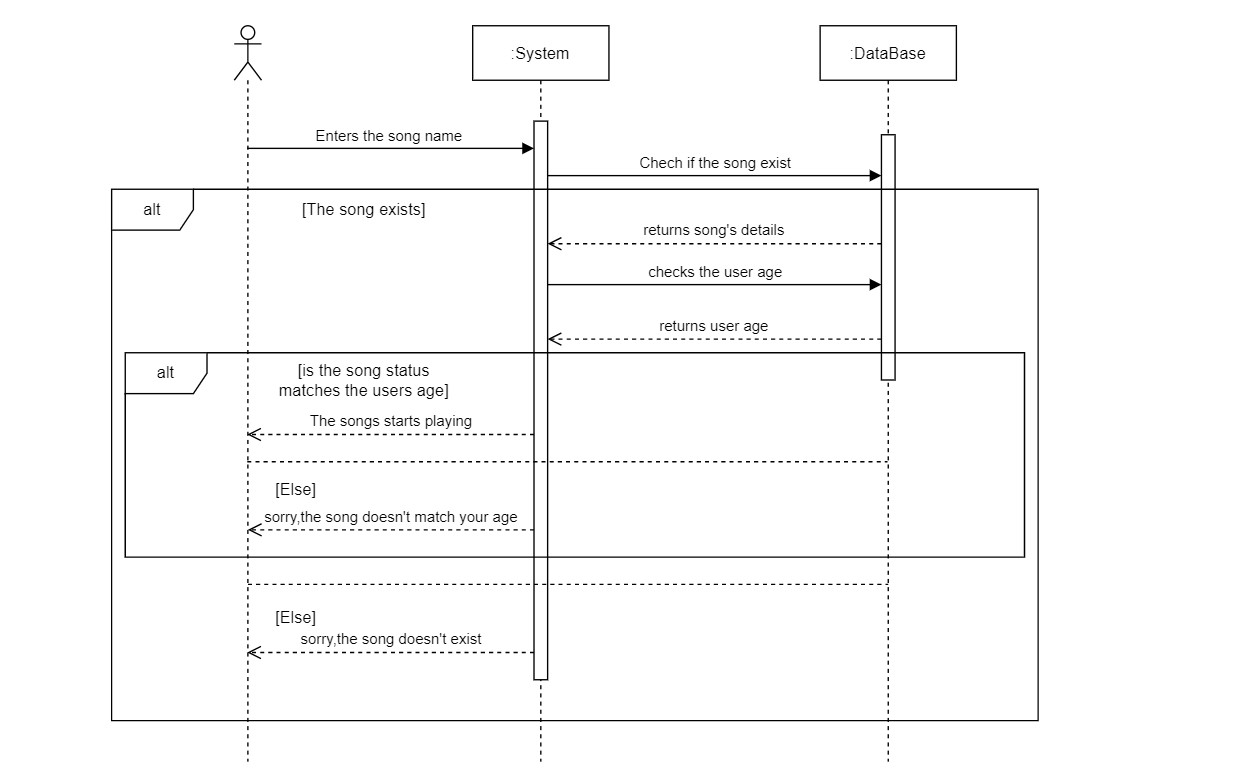 :System
:DataBase
Enters the song name
Chech if the song exist
alt
[The song exists]
returns song's details
checks the user age
returns user age
alt
[is the song status
matches the users age]
The songs starts playing
[Else]
sorry,the song doesn't match your age
[Else]
sorry,the song doesn't exist